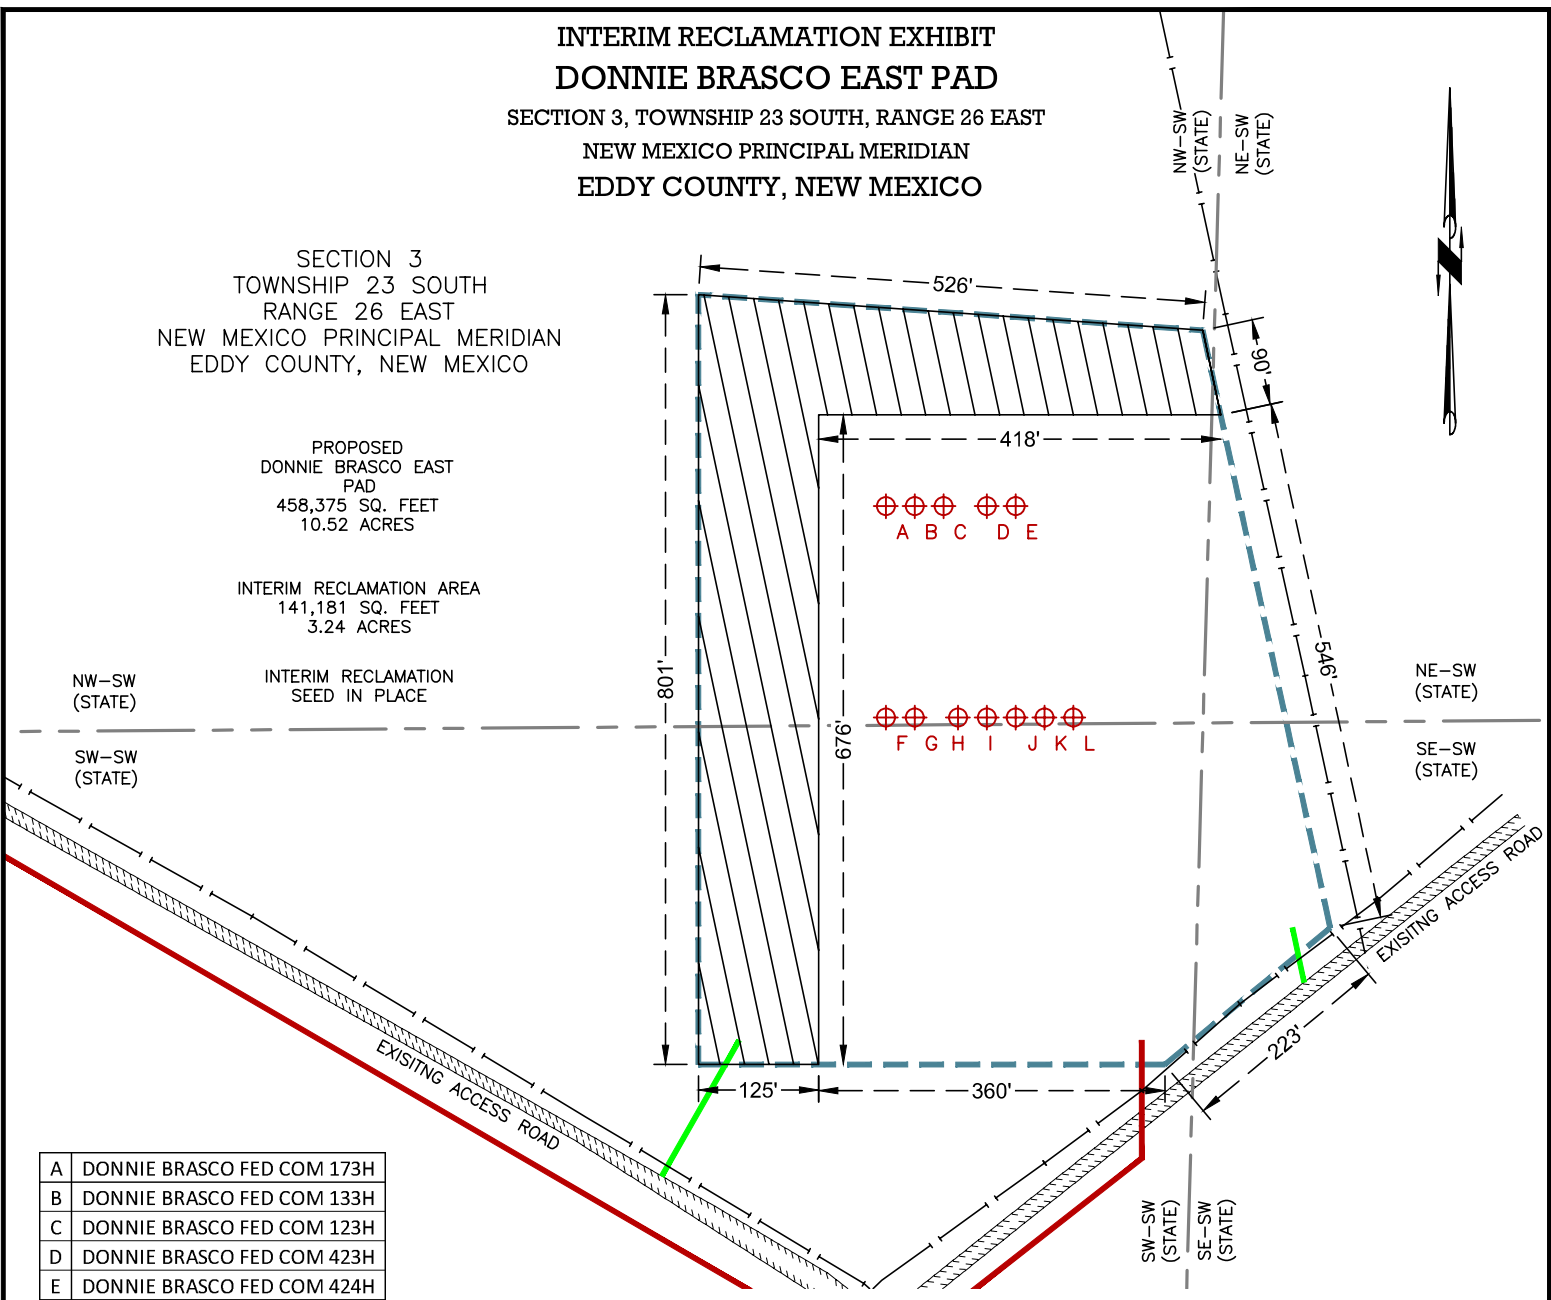 INTERIM RECLAMATION EXHIBIT
DONNIE BRASCO EAST PAD
SECTION 3, TOWNSHIP 23 SOUTH, RANGE 26 EAST
NEW MEXICO PRINCIPAL MERIDIAN
EDDY COUNTY, NEW MEXICO
NW-SW
(STATE)
NE-SW
(STATE)
SECTION 3
TOWNSHIP 23 SOUTH
RANGE 26 EAST
NEW MEXICO PRINCIPAL MERIDIAN
EDDY COUNTY, NEW MEXICO
526'
90'
418'
PROPOSED
DONNIE BRASCO EAST
PAD
458,375 SQ. FEET
10.52 ACRES
A B C D E
INTERIM RECLAMATION AREA
141,181 SQ. FEET
3.24 ACRES
INTERIM RECLAMATION
SEED IN PLACE
801'
676'
546'
NW-SW
(STATE)
NE-SW
(STATE)
F G H I J K L
SW-SW
(STATE)
SE-SW
(STATE)
EXISITNG ACCESS ROAD
EXISITNG ACCESS ROAD
223'
125'
360'
SW-SW
(STATE)
SE-SW
(STATE)
A DONNIE BRASCO FED COM 173H
B DONNIE BRASCO FED COM 133H
C DONNIE BRASCO FED COM 123H
D DONNIE BRASCO FED COM 423H
E DONNIE BRASCO FED COM 424H